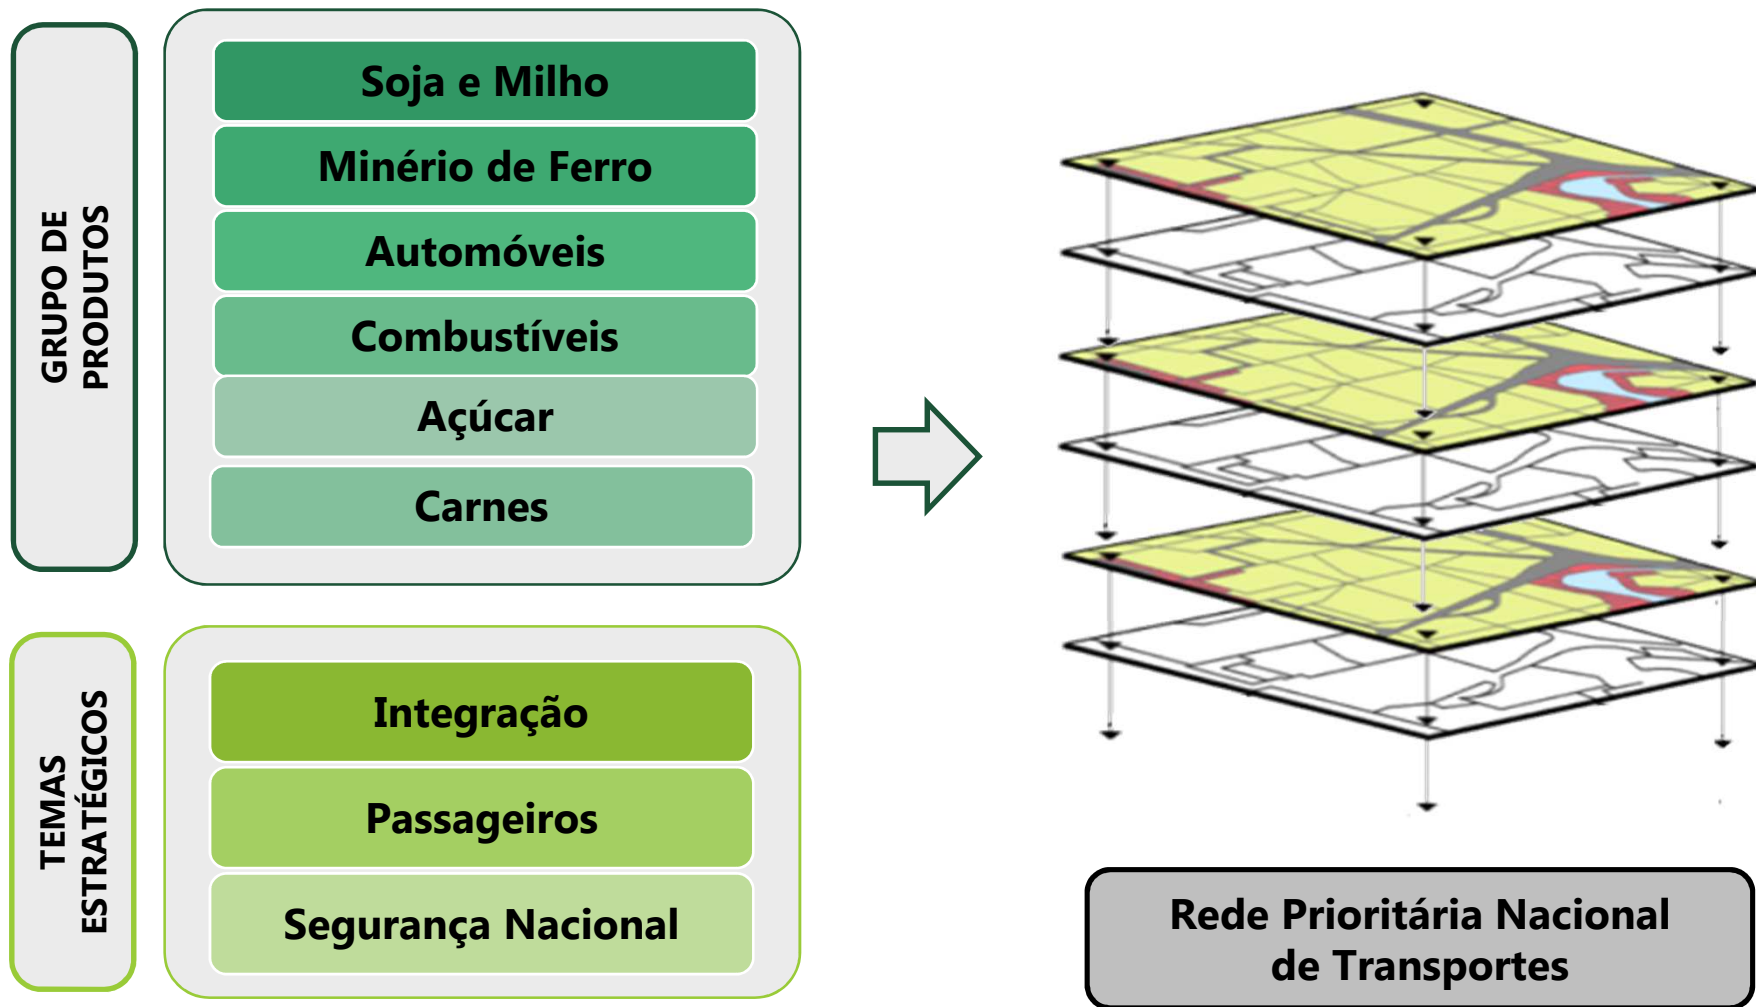 GRUPO DE
PRODUTOS
Soja e Milho
Minério de Ferro
Automóveis
Combustíveis
Açúcar
Carnes
TEMAS
ESTRATÉGICOS
Integração
Passageiros
Segurança Nacional
Rede Prioritária Nacional
de Transportes